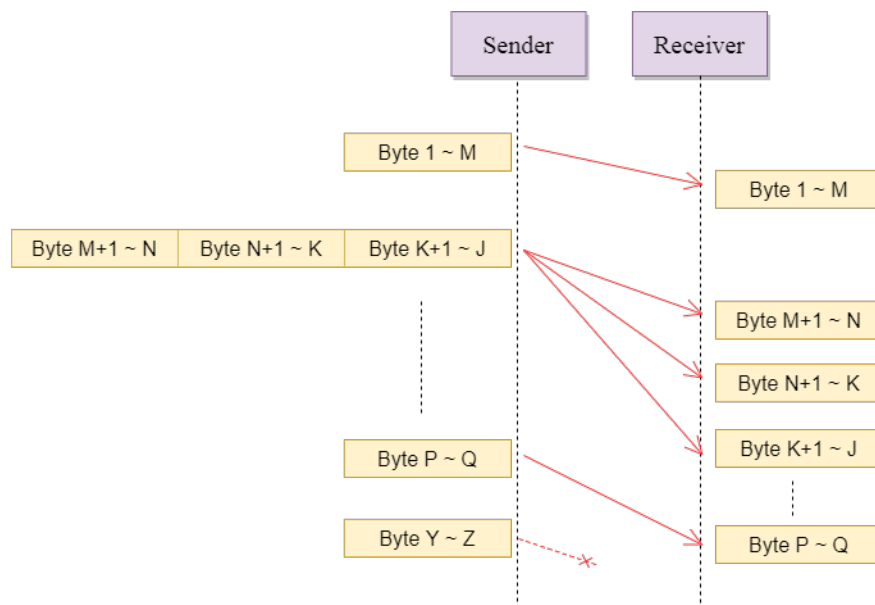 Sender
Receiver
Byte 1 ~ M
Byte 1 ~ M
Byte M+1 ~ N
Byte N+1 ~ K
Byte K+1 ~ J
Byte M+1 ~ N
Byte N+1 ~ K
Byte K+1 ~ J
Byte P ~ Q
Byte Y ~ Z
Byte P ~ Q